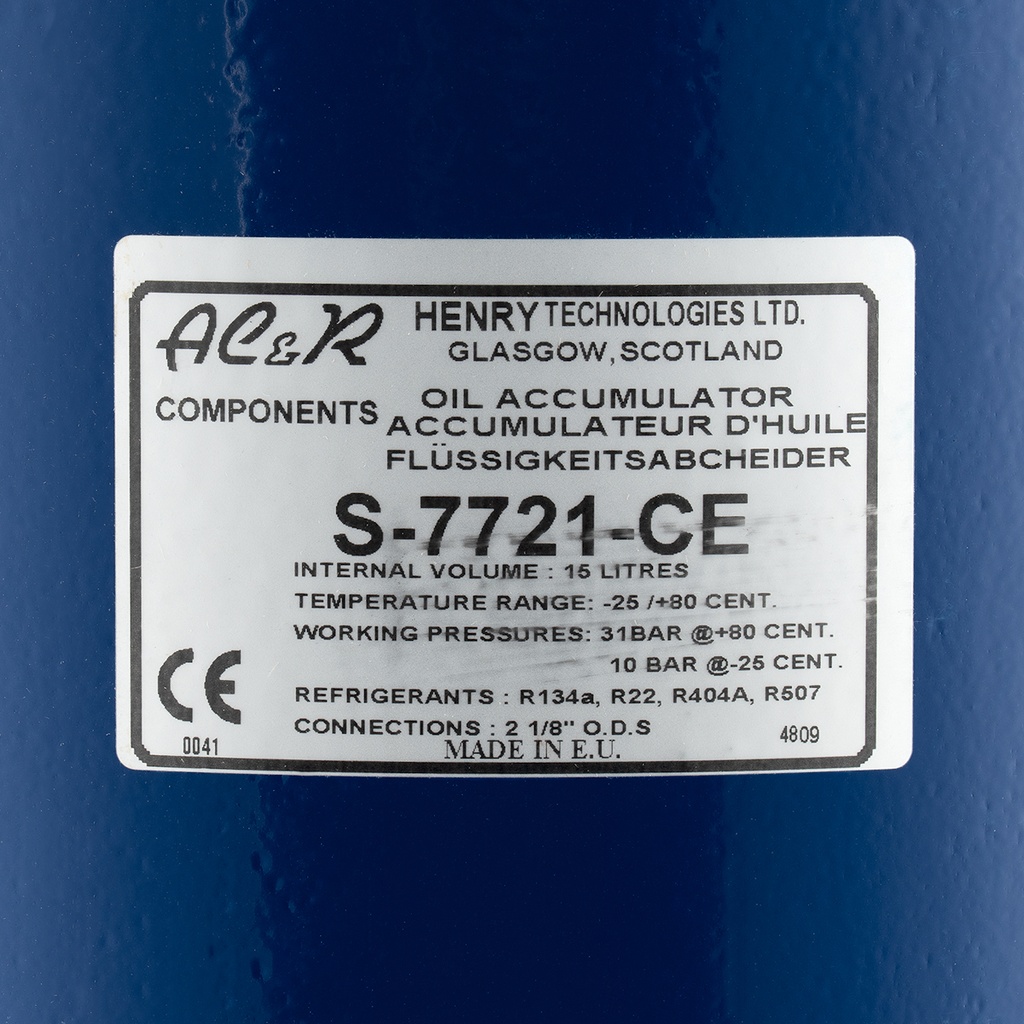 AC&R
HENRY TECHNOLOGIES LTD.
GLASGOW, SCOTLAND
COMPONENTS
OIL ACCUMULATOR
ACCUMULATEUR D'HUILE
FLÜSSIGKEITSABCHEIDER
S-7721-CE
INTERNAL VOLUME : 15 LITRES
TEMPERATURE RANGE: -25 /+80 CENT.
WORKING PRESSURES: 31BAR @+80 CENT.
10 BAR @-25 CENT.
REFRIGERANTS : R134a, R22, R404A, R507
CONNECTIONS : 2 1/8" O.D.S
CE
0041
MADE IN E.U.
4809